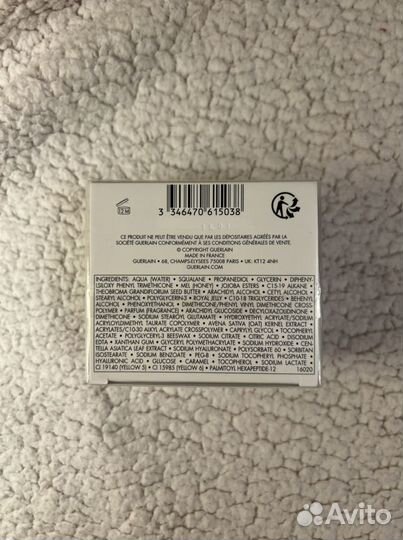 12M
3 346470 615038
CE PRODUIT NE PEUT ÊTRE VENDU QUE PAR LES DÉPOSITAIRES AGRÉÉS PAR LA
SOCIÉTÉ GUERLAIN CONFORMÉMENT À SES CONDITIONS GÉNÉRALES DE VENTE.
© COPYRIGHT GUERLAIN
MADE IN FRANCE
GUERLAIN • 68, CHAMPS-ELYSEES 75008 PARIS • UK: KT12 4NH
GUERLAIN.COM
INGREDIENTS: AQUA (WATER) • SQUALANE • PROPANEDIOL • GLYCERIN • DIPHENY-
LSILOXY PHENYL TRIMETHICONE • MEL (HONEY) • JOJOBA ESTERS • C15-19 ALKANE
• THEOBROMA GRANDIFLORUM SEED BUTTER • ARACHIDYL ALCOHOL • CETYL ALCOHOL •
STEARYL ALCOHOL • POLYGLYCERIN-3 • ROYAL JELLY • C10-18 TRIGLYCERIDES • BEHENYL
ALCOHOL • PHENOXYETHANOL • DIMETHICONE • DIMETHICONE/VINYL DIMETHICONE CROSS-
POLYMER • PARFUM (FRAGRANCE) • ARACHIDYL GLUCOSIDE • DECYLOXAZOLIDINONE •
DIMETHICONE • SODIUM STEAROYL GLUTAMATE • HYDROXYETHYL ACRYLATE/SODIUM
ACRYLOYLDIMETHYL TAURATE COPOLYMER • AVENA SATIVA (OAT) KERNEL EXTRACT •
ACRYLATES/C10-30 ALKYL ACRYLATE CROSSPOLYMER • CAPRYLYL GLYCOL • TOCOPHERYL
ACETATE • POLYGLYCERYL-3 BEESWAX • SODIUM CITRATE • CITRIC ACID • DISODIUM
EDTA • XANTHAN GUM • GLYCERYL POLYMETHACRYLATE • SODIUM HYDROXIDE • CEN-
TELLA ASIATICA LEAF EXTRACT • SODIUM HYALURONATE • POLYSORBATE 60 • SORBITAN
ISOSTEARATE • SODIUM BENZOATE • PEG-8 • SODIUM TOCOPHERYL PHOSPHATE •
HYALURONIC ACID • GLUCOSE • CARAMEL • TOCOPHEROL • SODIUM LACTATE •
CI 19140 (YELLOW 5) • CI 15985 (YELLOW 6) • PALMITOYL HEXAPEPTIDE-12 16020
Avito